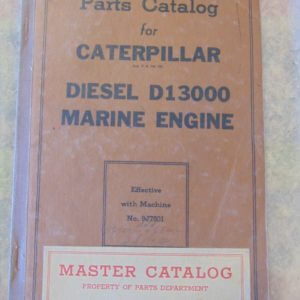 Parts Catalog
for
CATERPILLAR
DIESEL D13000
MARINE ENGINE
Effective
with Machine
No.
MASTER CATALOG
PROPERTY OF PARTS DEPARTMENT